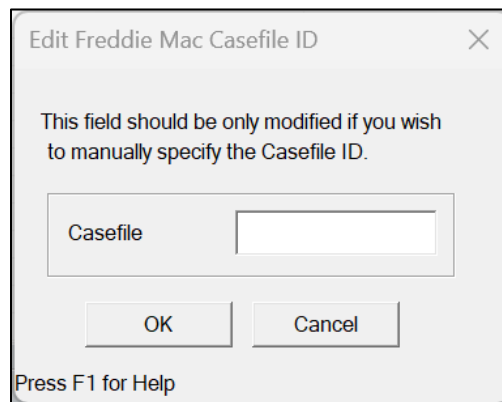 Edit Freddie Mac Casefile ID
This field should be only modified if you wish
to manually specify the Casefile ID.
Casefile
OK Cancel
Press F1 for Help